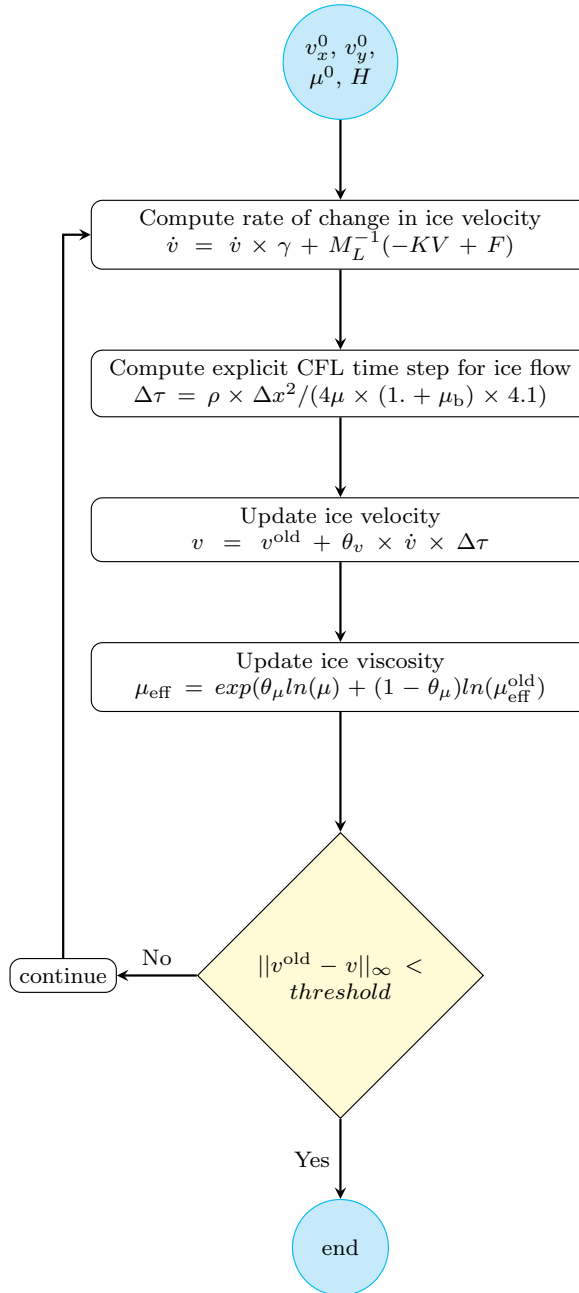 v_x^0, v_y^0,
μ^0, H
Compute rate of change in ice velocity
v̇ = v̇ × γ + M_L^{-1}(−KV + F)
Compute explicit CFL time step for ice flow
Δτ = ρ × Δx^2/(4μ × (1. + μ_b) × 4.1)
Update ice velocity
v = v^old + θ_v × v̇ × Δτ
Update ice viscosity
μ_eff = exp(θ_μ ln(μ) + (1 − θ_μ)ln(μ_eff^old)
||v^old − v||_∞ <
threshold
No
continue
Yes
end